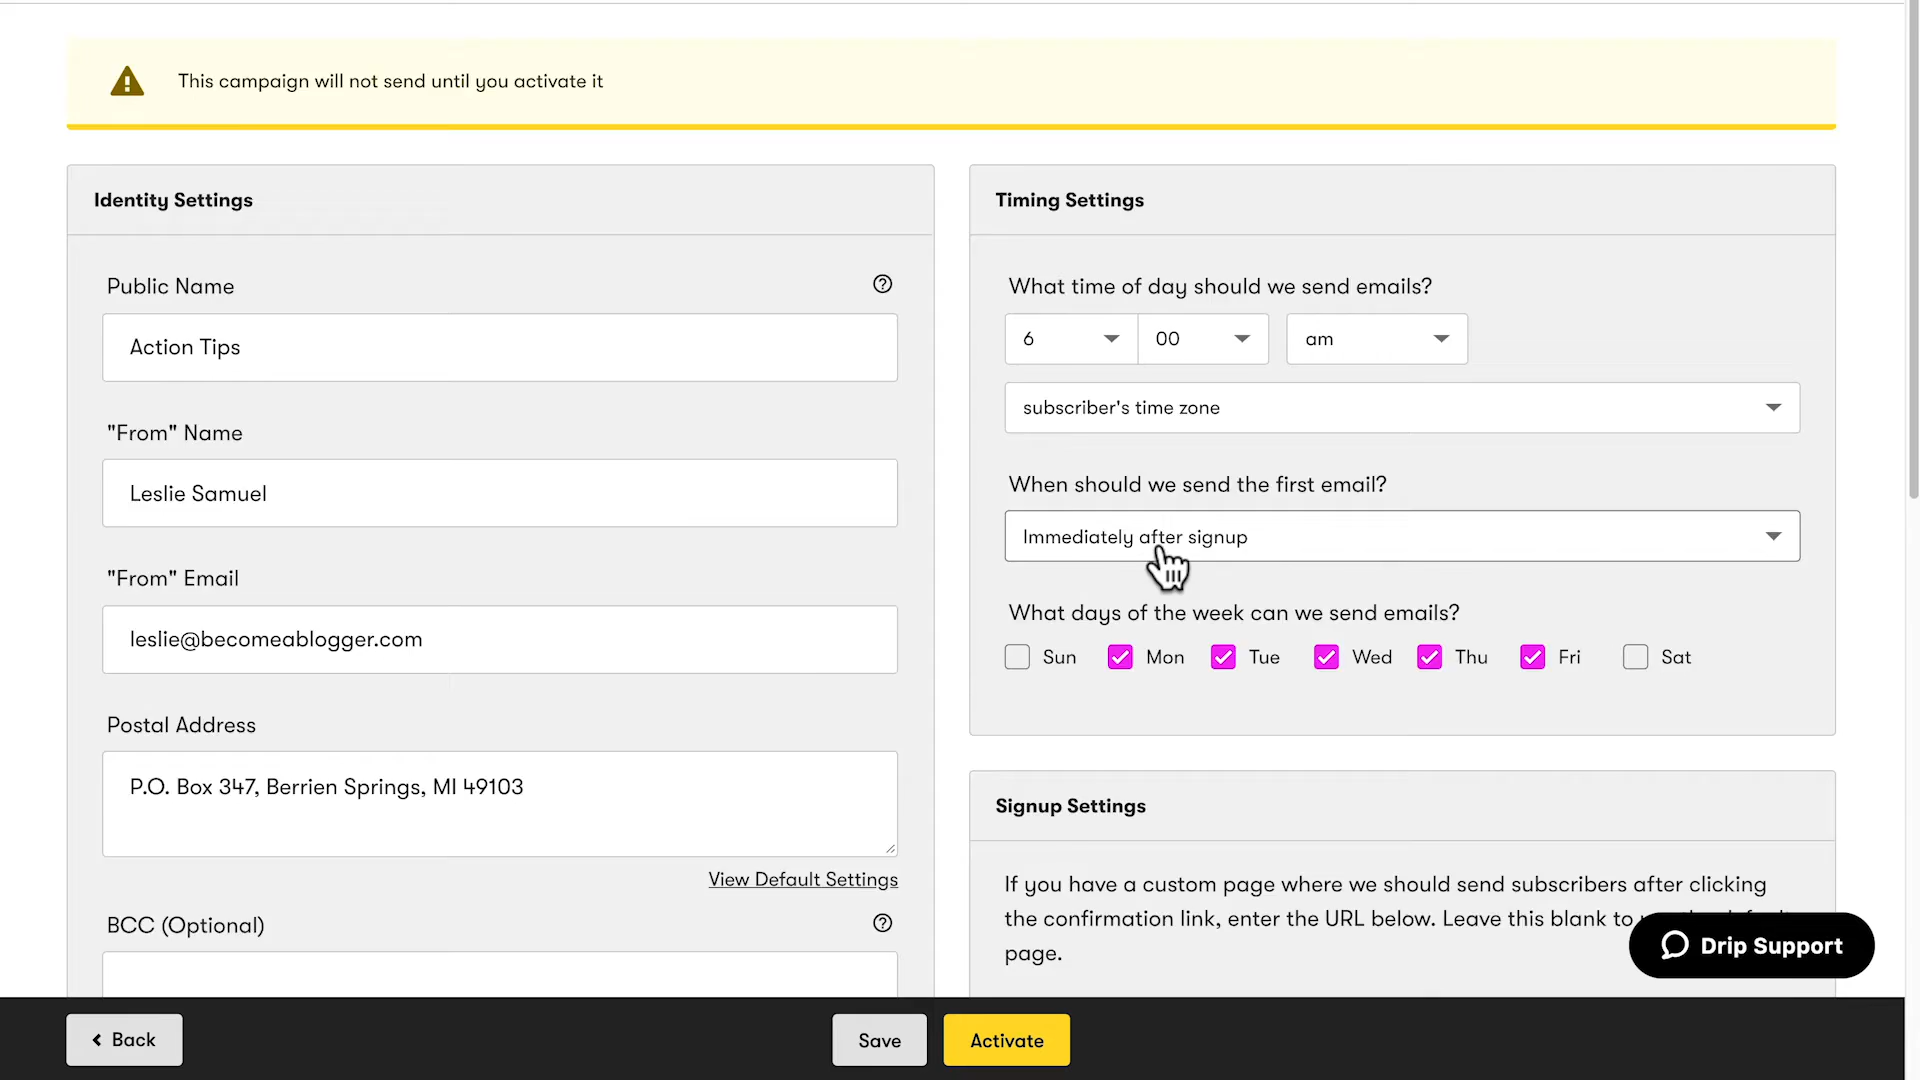 This campaign will not send until you activate it
Identity Settings
Public Name
Action Tips
"From" Name
Leslie Samuel
"From" Email
leslie@becomeablogger.com
Postal Address
P.O. Box 347, Berrien Springs, MI 49103
View Default Settings
BCC (Optional)
Timing Settings
What time of day should we send emails?
6 00 am
subscriber's time zone
When should we send the first email?
Immediately after signup
What days of the week can we send emails?
Sun Mon Tue Wed Thu Fri Sat
Signup Settings
If you have a custom page where we should send subscribers after clicking
the confirmation link, enter the URL below. Leave this blank to
page.
Drip Support
Back
Save
Activate